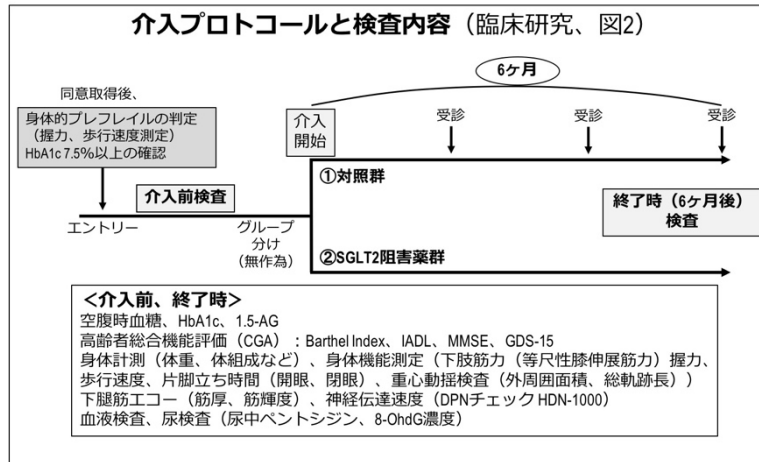 介入プロトコールと検査内容（臨床研究、図2）
6ヶ月
同意取得後、
身体的プレフレイルの判定
（握力、歩行速度測定）
HbA1c 7.5%以上の確認
介入
開始
受診
受診
受診
①対照群
介入前検査
終了時（6ヶ月後）
検査
エントリー
グループ
分け
（無作為）
②SGLT2阻害薬群
＜介入前、終了時＞
空腹時血糖、HbA1c、1.5-AG
高齢者総合機能評価（CGA）：Barthel Index、IADL、MMSE、GDS-15
身体計測（体重、体組成など）、身体機能測定（下肢筋力（等尺性膝伸展筋力）握力、
歩行速度、片脚立ち時間（開眼、閉眼）、重心動揺検査（外周囲面積、総軌跡長））
下腿筋エコー（筋厚、筋輝度）、神経伝達速度（DPNチェック HDN-1000）
血液検査、尿検査（尿中ペントシジン、8-OhdG濃度）